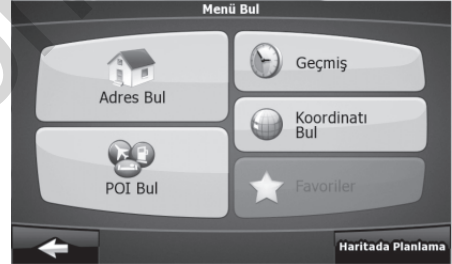 Menü Bul
Adres Bul
Geçmiş
Koordinatı
Bul
POI Bul
Favoriler
Haritada Planlama